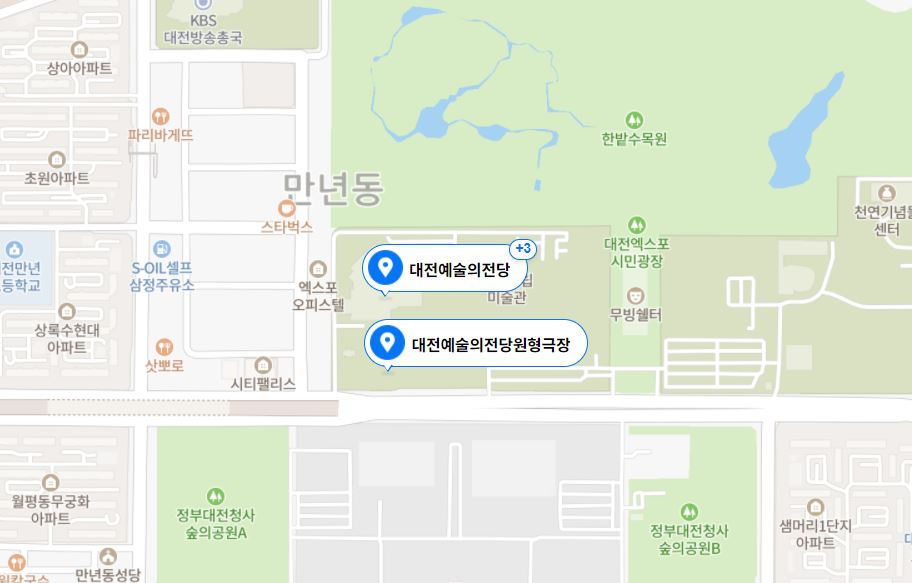 KBS
대전방송총국
상아아파트
파리바게뜨
한밭수목원
초원아파트
만년동
스타벅스
천연기념물
센터
대전엑스포
시민광장
+3
대전예술의전당
미술관
S-OIL셀프
삼정주유소
엑스포
오피스텔
무빙쉘터
상록수현대
아파트
대전예술의전당원형극장
삿뽀로
시티팰리스
월평동무궁화
아파트
정부대전청사
숲의공원A
정부대전청사
숲의공원B
샘머리1단지
아파트
만년동성당